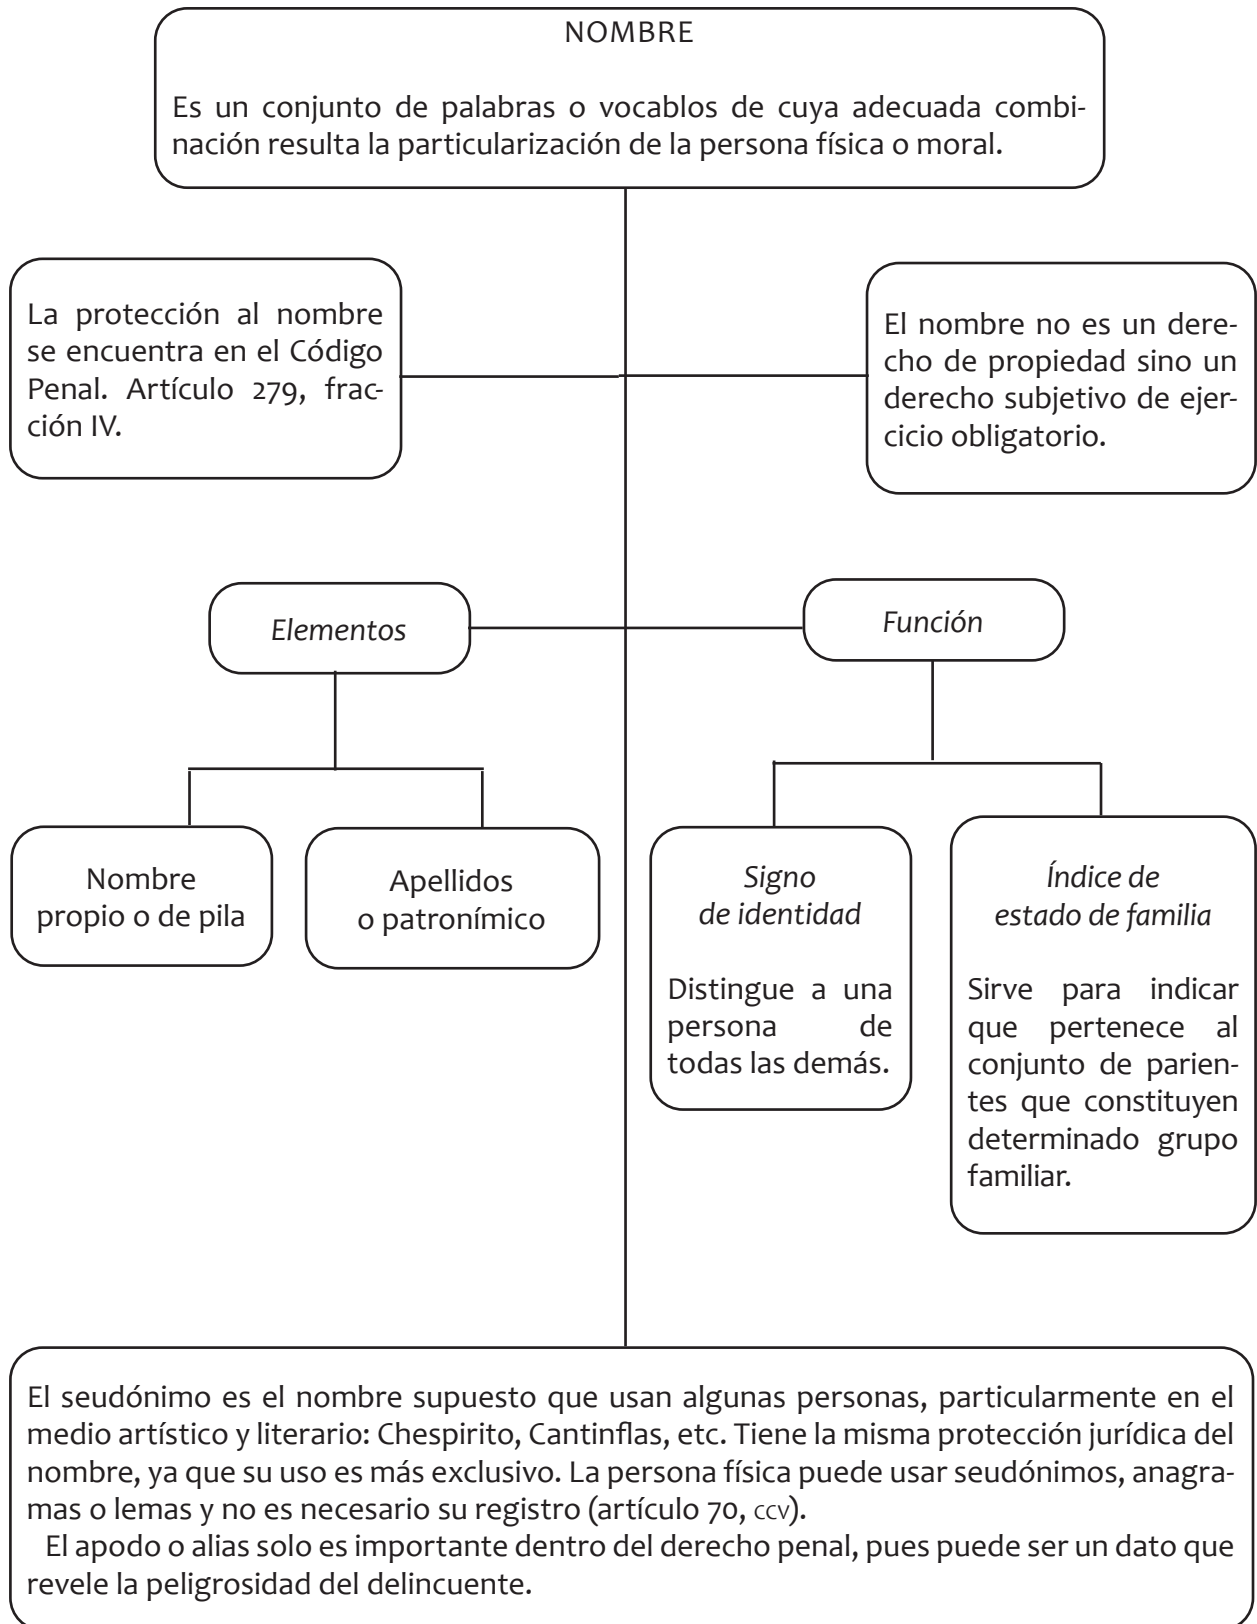 NOMBRE
Es un conjunto de palabras o vocablos de cuya adecuada combi-
nación resulta la particularización de la persona física o moral.
La protección al nombre
se encuentra en el Código
Penal. Artículo 279, frac-
ción IV.
El nombre no es un dere-
cho de propiedad sino un
derecho subjetivo de ejer-
cicio obligatorio.
Elementos
Función
Nombre
propio o de pila
Apellidos
o patronímico
Signo
de identidad
Distingue a una
persona de
todas las demás.
Índice de
estado de familia
Sirve para indicar
que pertenece al
conjunto de parien-
tes que constituyen
determinado grupo
familiar.
El seudónimo es el nombre supuesto que usan algunas personas, particularmente en el
medio artístico y literario: Chespirito, Cantinflas, etc. Tiene la misma protección jurídica del
nombre, ya que su uso es más exclusivo. La persona física puede usar seudónimos, anagra-
mas o lemas y no es necesario su registro (artículo 70, ccv).
El apodo o alias solo es importante dentro del derecho penal, pues puede ser un dato que
revele la peligrosidad del delincuente.